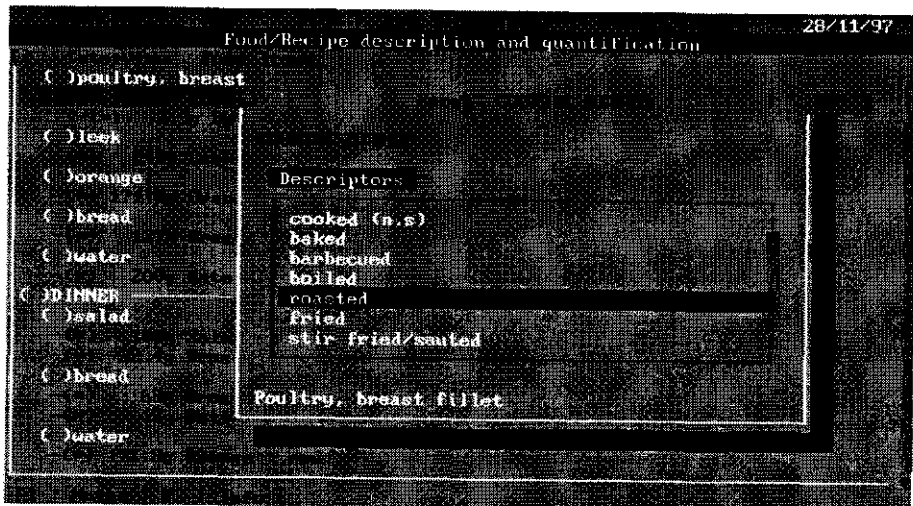 28/11/97
Food/Recipe description and quantification
( )poultry, breast
( )leek
( )orange
( )bread
( )water
( )DINNER
( )salad
( )bread
( )water
Descriptors
cooked (n.s)
baked
barbecued
boiled
roasted
fried
stir fried/sauted
Poultry, breast fillet